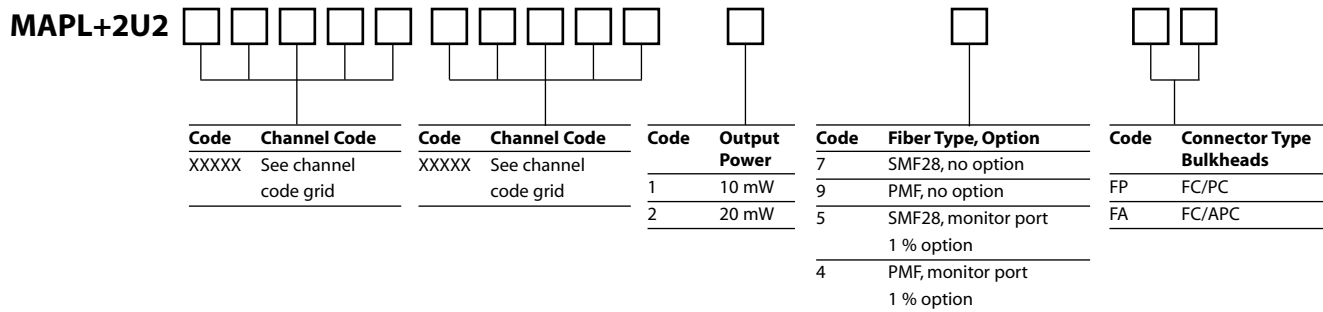 MAPL+2U2
Code Channel Code
XXXXX See channel
code grid
Code Channel Code
XXXXX See channel
code grid
Code Output
Power
1 10 mW
2 20 mW
Code Fiber Type, Option
7 SMF28, no option
9 PMF, no option
5 SMF28, monitor port
1 % option
4 PMF, monitor port
1 % option
Code Connector Type
Bulkheads
FP FC/PC
FA FC/APC